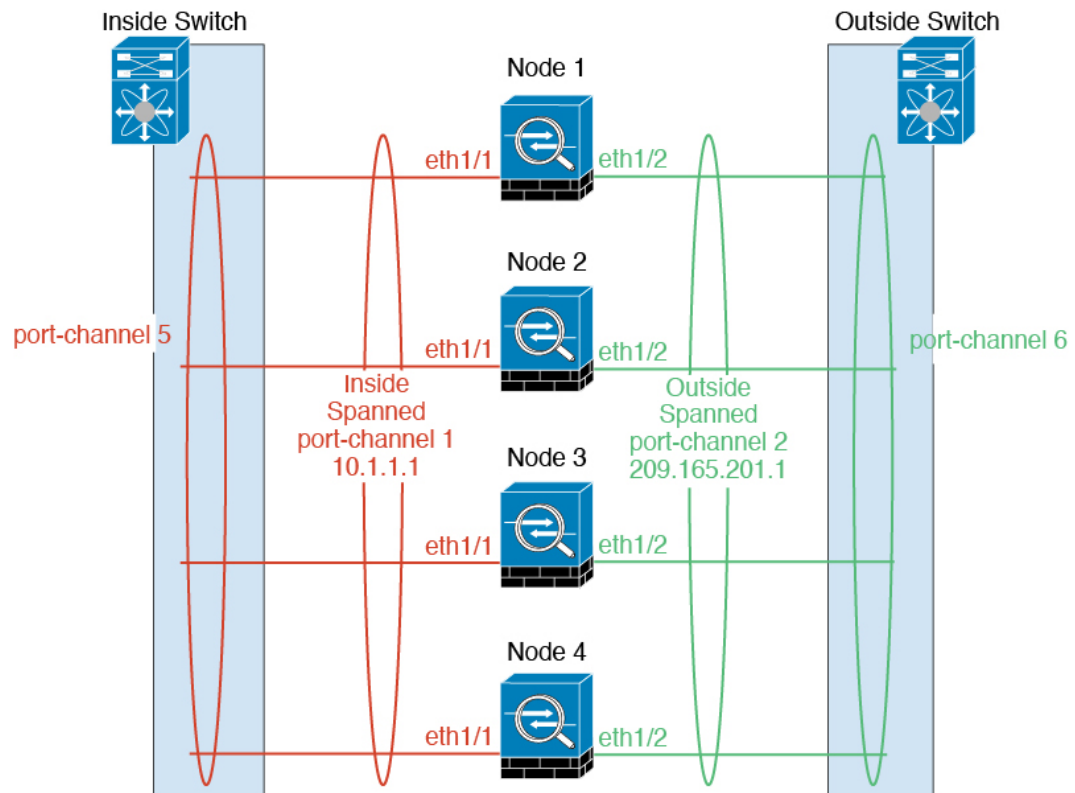 Inside Switch
Outside Switch
Node 1
eth1/1
eth1/2
Node 2
port-channel 5
eth1/1
eth1/2
port-channel 6
Inside
Spanned
port-channel 1
10.1.1.1
Outside
Spanned
port-channel 2
209.165.201.1
Node 3
eth1/1
eth1/2
Node 4
eth1/1
eth1/2